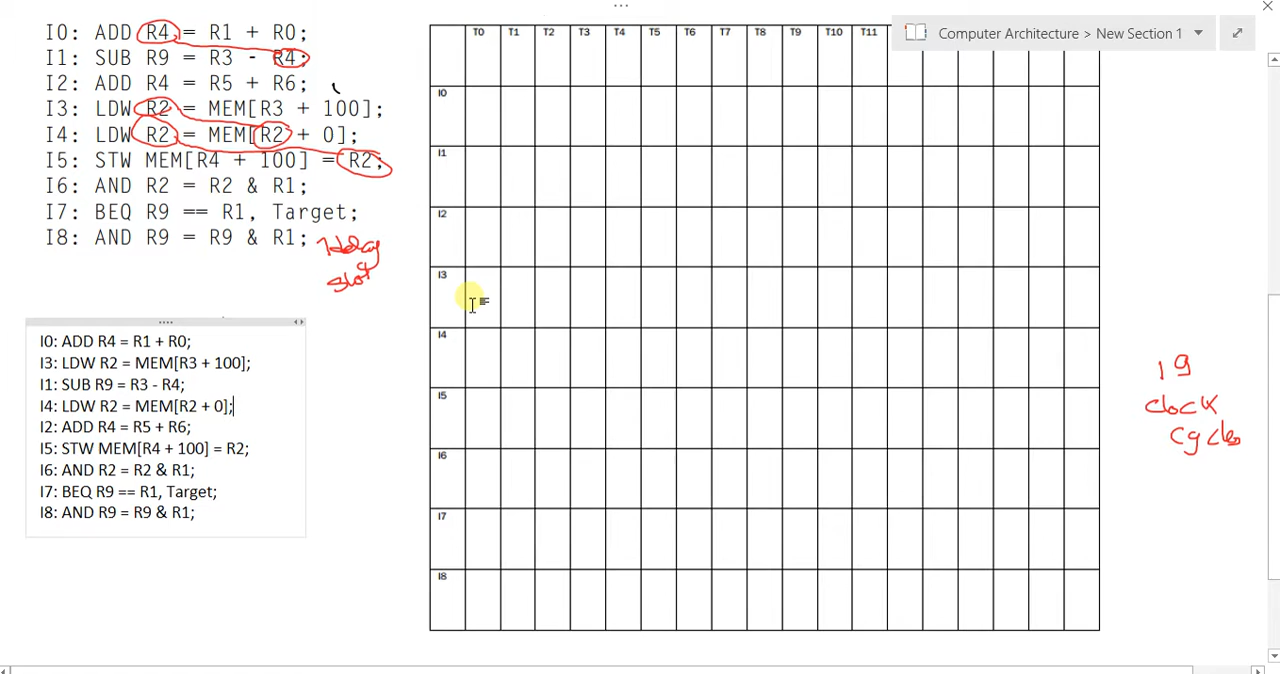 I0: ADD R4 = R1 + R0;
I1: SUB R9 = R3 - R4;
I2: ADD R4 = R5 + R6;
I3: LDW R2 = MEM[R3 + 100];
I4: LDW R2 = MEM[R2 + 0];
I5: STW MEM[R4 + 100] = R2;
I6: AND R2 = R2 & R1;
I7: BEQ R9 == R1, Target;
I8: AND R9 = R9 & R1;
1 delay
slot
I0: ADD R4 = R1 + R0;
I3: LDW R2 = MEM[R3 + 100];
I1: SUB R9 = R3 - R4;
I4: LDW R2 = MEM[R2 + 0];
I2: ADD R4 = R5 + R6;
I5: STW MEM[R4 + 100] = R2;
I6: AND R2 = R2 & R1;
I7: BEQ R9 == R1, Target;
I8: AND R9 = R9 & R1;
T0 T1 T2 T3 T4 T5 T6 T7 T8 T9 T10 T11
I0
I1
I2
I3
I4
I5
I6
I7
I8
Computer Architecture > New Section 1
19
clock
cycles